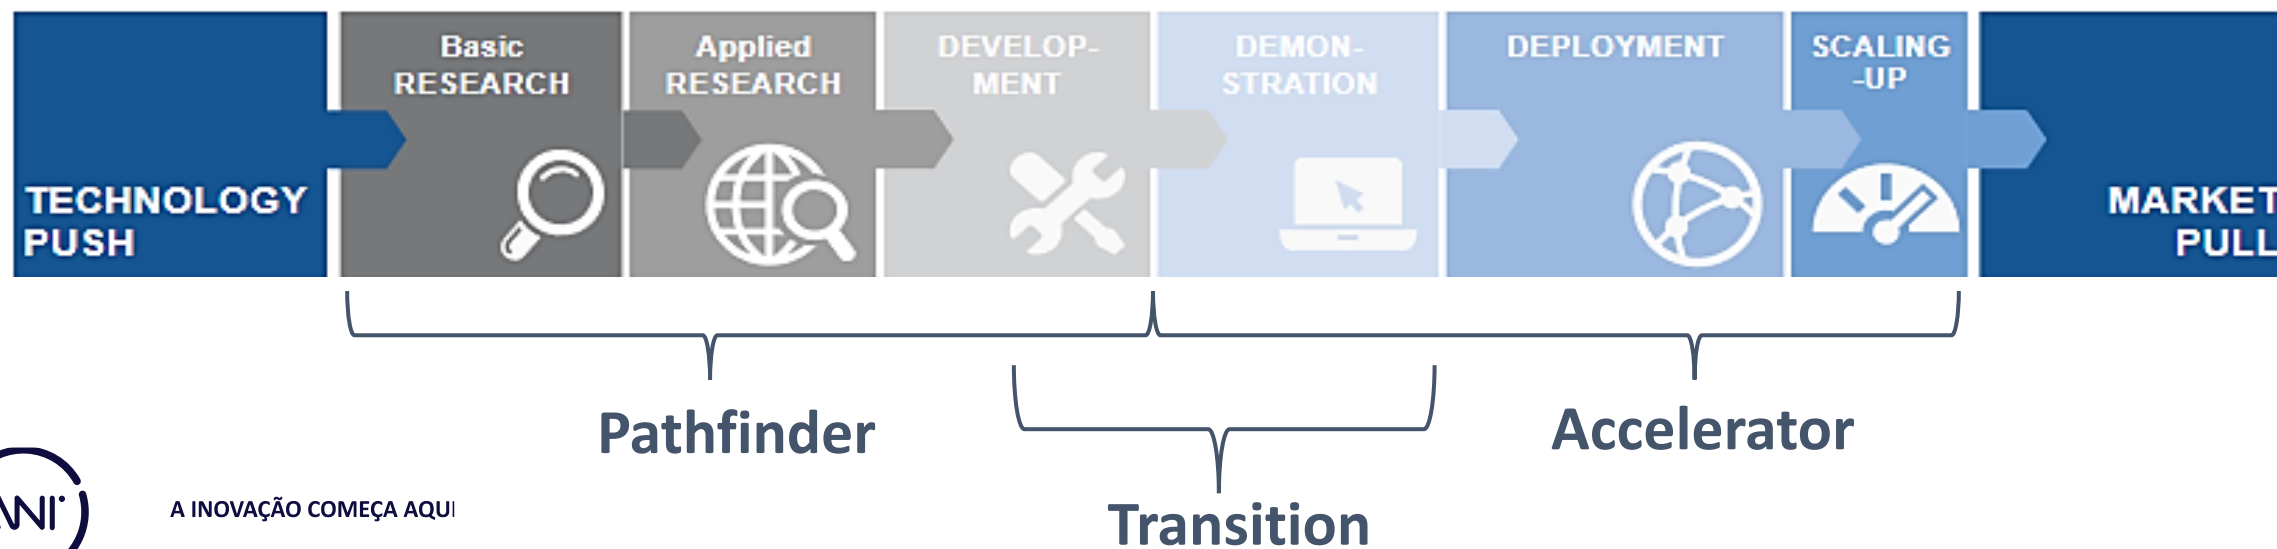 Basic
RESEARCH
Applied
RESEARCH
DEVELOP-
MENT
DEMON-
STRATION
DEPLOYMENT
SCALING
-UP
TECHNOLOGY
PUSH
MARKET
PULL
Pathfinder
Accelerator
Transition
ANI
A INOVAÇÃO COMEÇA AQUI